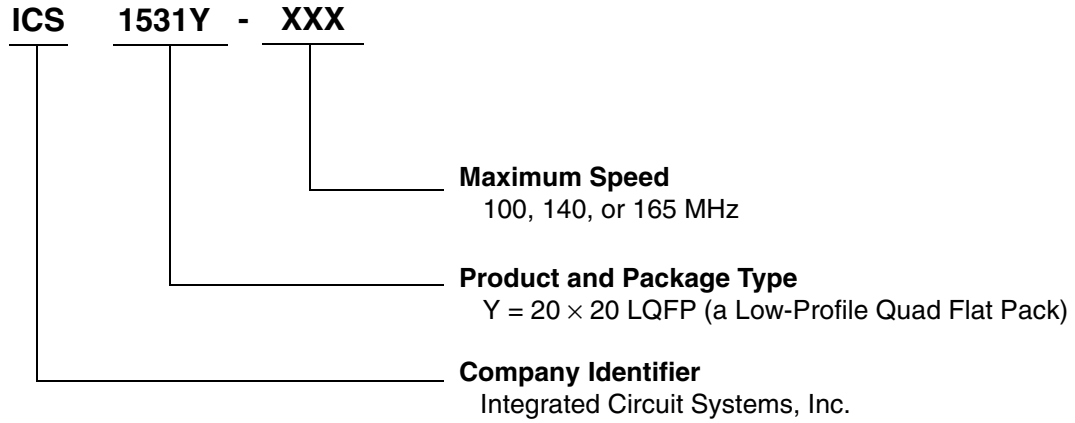 ICS 1531Y - XXX
Maximum Speed
100, 140, or 165 MHz
Product and Package Type
Y = 20 × 20 LQFP (a Low-Profile Quad Flat Pack)
Company Identifier
Integrated Circuit Systems, Inc.